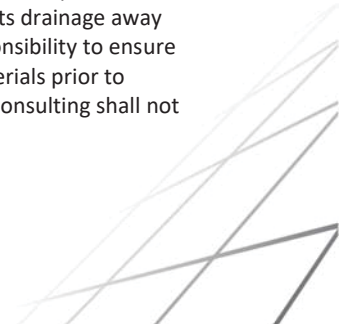 ts drainage away
onsibility to ensure
erials prior to
onsulting shall not